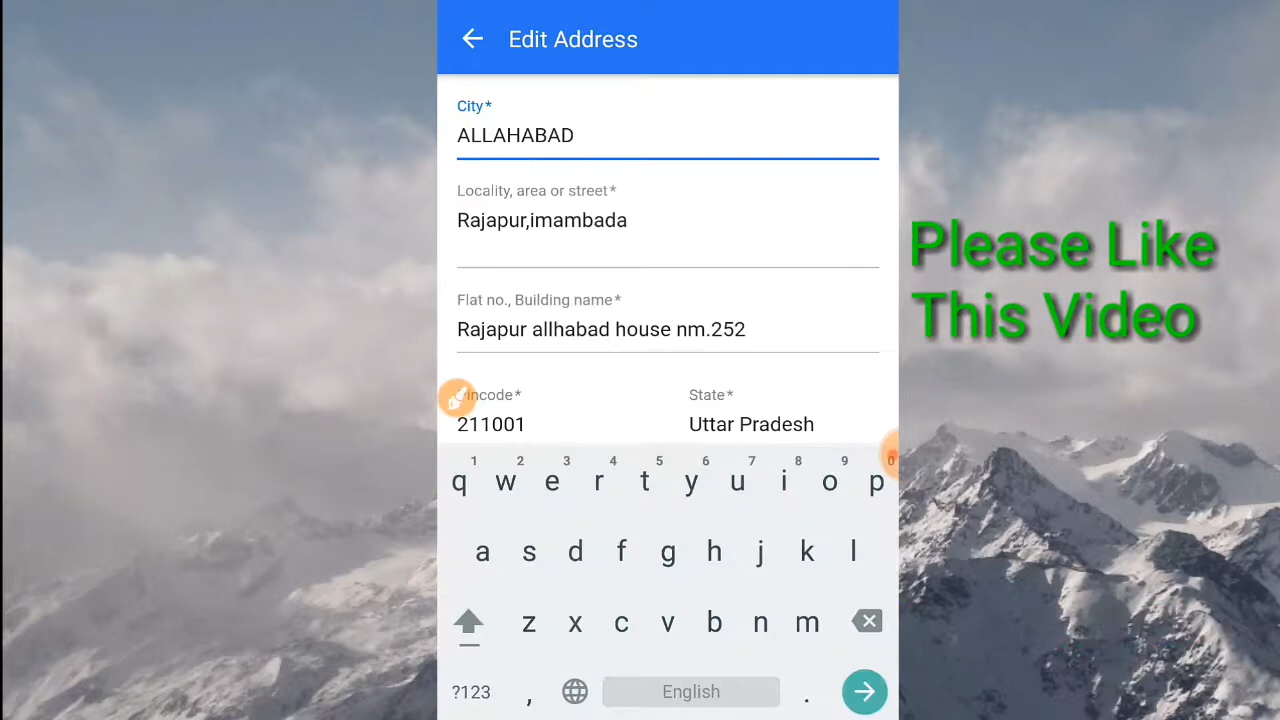 Edit Address
City*
ALLAHABAD
Locality, area or street*
Rajapur,imambada
Flat no., Building name*
Rajapur allhabad house nm.252
incode* State*
211001 Uttar Pradesh
Please Like
This Video
1 2 3 4 5 6 7 8 9 0
q w e r t y u i o p
a s d f g h j k l
z x c v b n m
?123 , English .